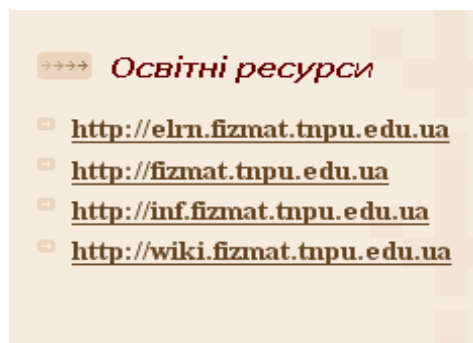 Освітні ресурси
http://elrn.fizmat.tnpu.edu.ua
http://fizmat.tnpu.edu.ua
http://inf.fizmat.tnpu.edu.ua
http://wiki.fizmat.tnpu.edu.ua